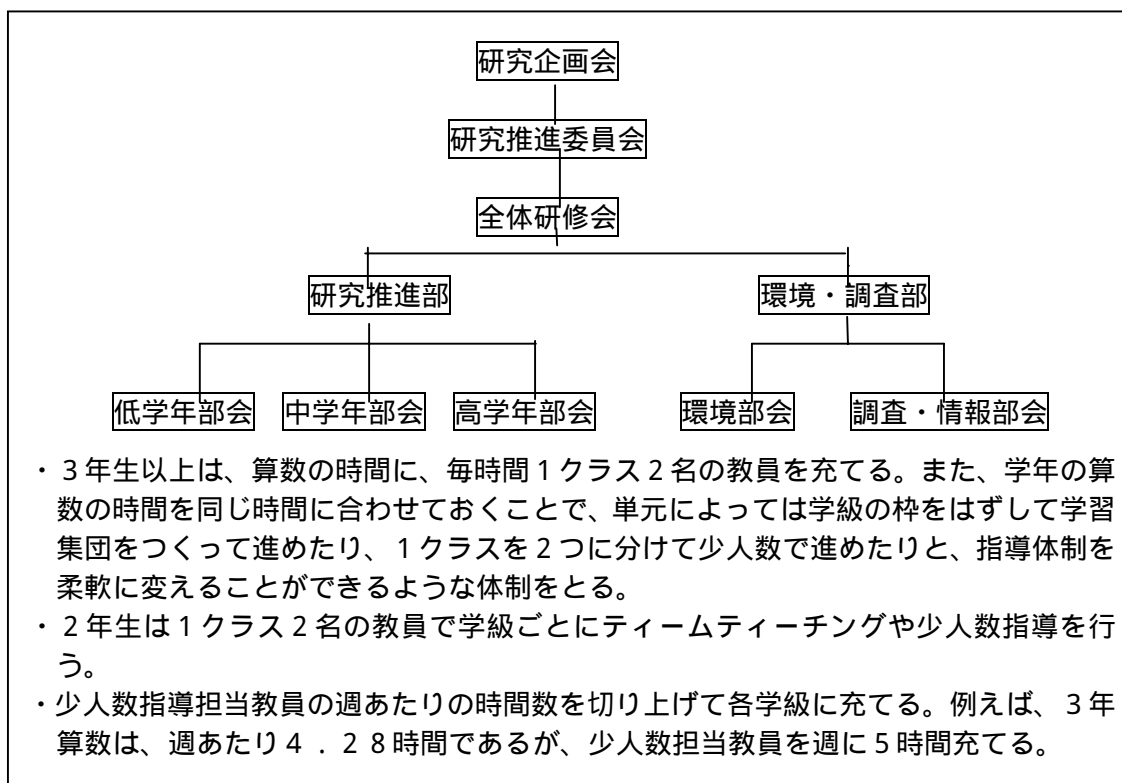 研究企画会
研究推進委員会
全体研修会
研究推進部
環境・調査部
低学年部会
中学年部会
高学年部会
環境部会
調査・情報部会
・３年生以上は、算数の時間に、毎時間１クラス２名の教員を充てる。また、学年の算
数の時間を同じ時間に合わせておくことで、単元によっては学級の枠をはずして学習
集団をつくって進めたり、１クラスを２つに分けて少人数で進めたりと、指導体制を
柔軟に変えることができるような体制をとる。
・２年生は１クラス２名の教員で学級ごとにティームティーチングや少人数指導を行
う。
・少人数指導担当教員の週あたりの時間数を切り上げて各学級に充てる。例えば、３年
算数は、週あたり４．２８時間であるが、少人数担当教員を週に５時間充てる。